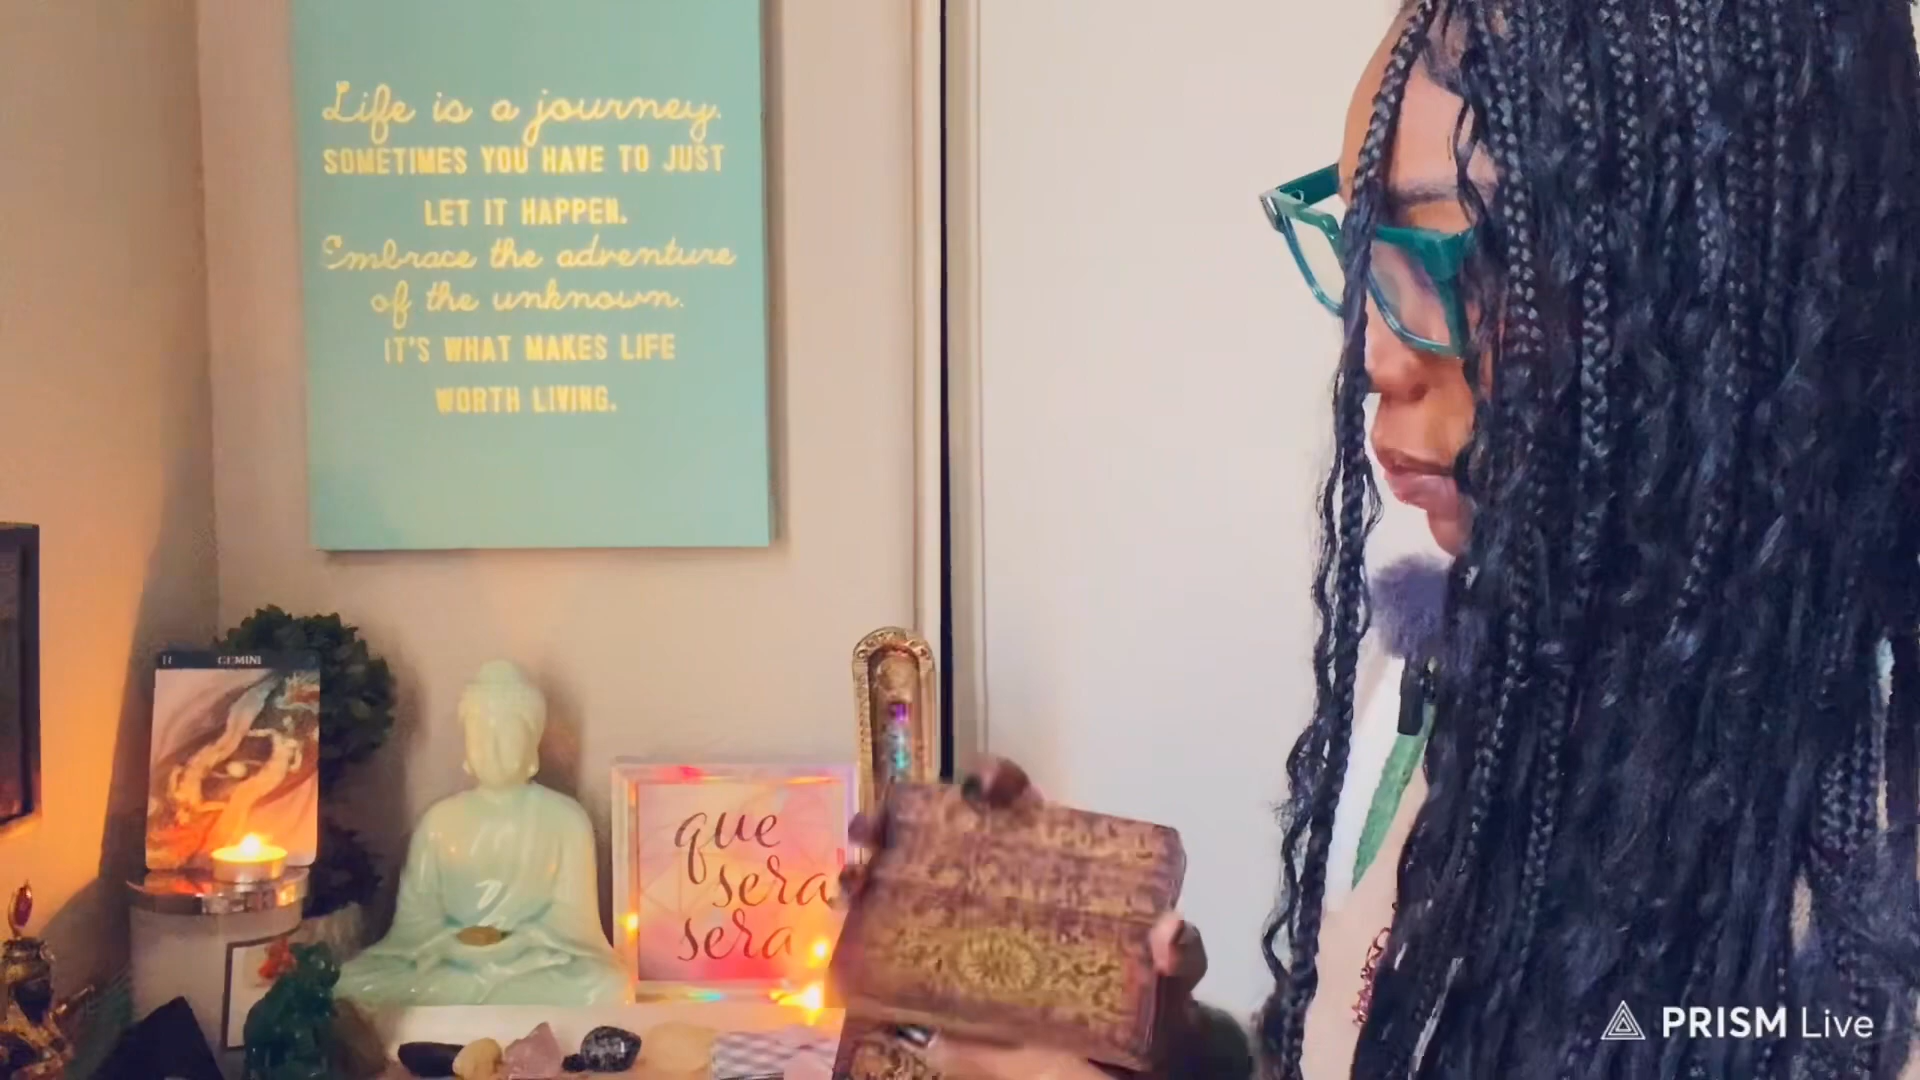 Life is a journey.
SOMETIMES YOU HAVE TO JUST
LET IT HAPPEN.
Embrace the adventure
of the unknown.
IT'S WHAT MAKES LIFE
WORTH LIVING.
GEMINI
que
sera
sera
PRISM Live